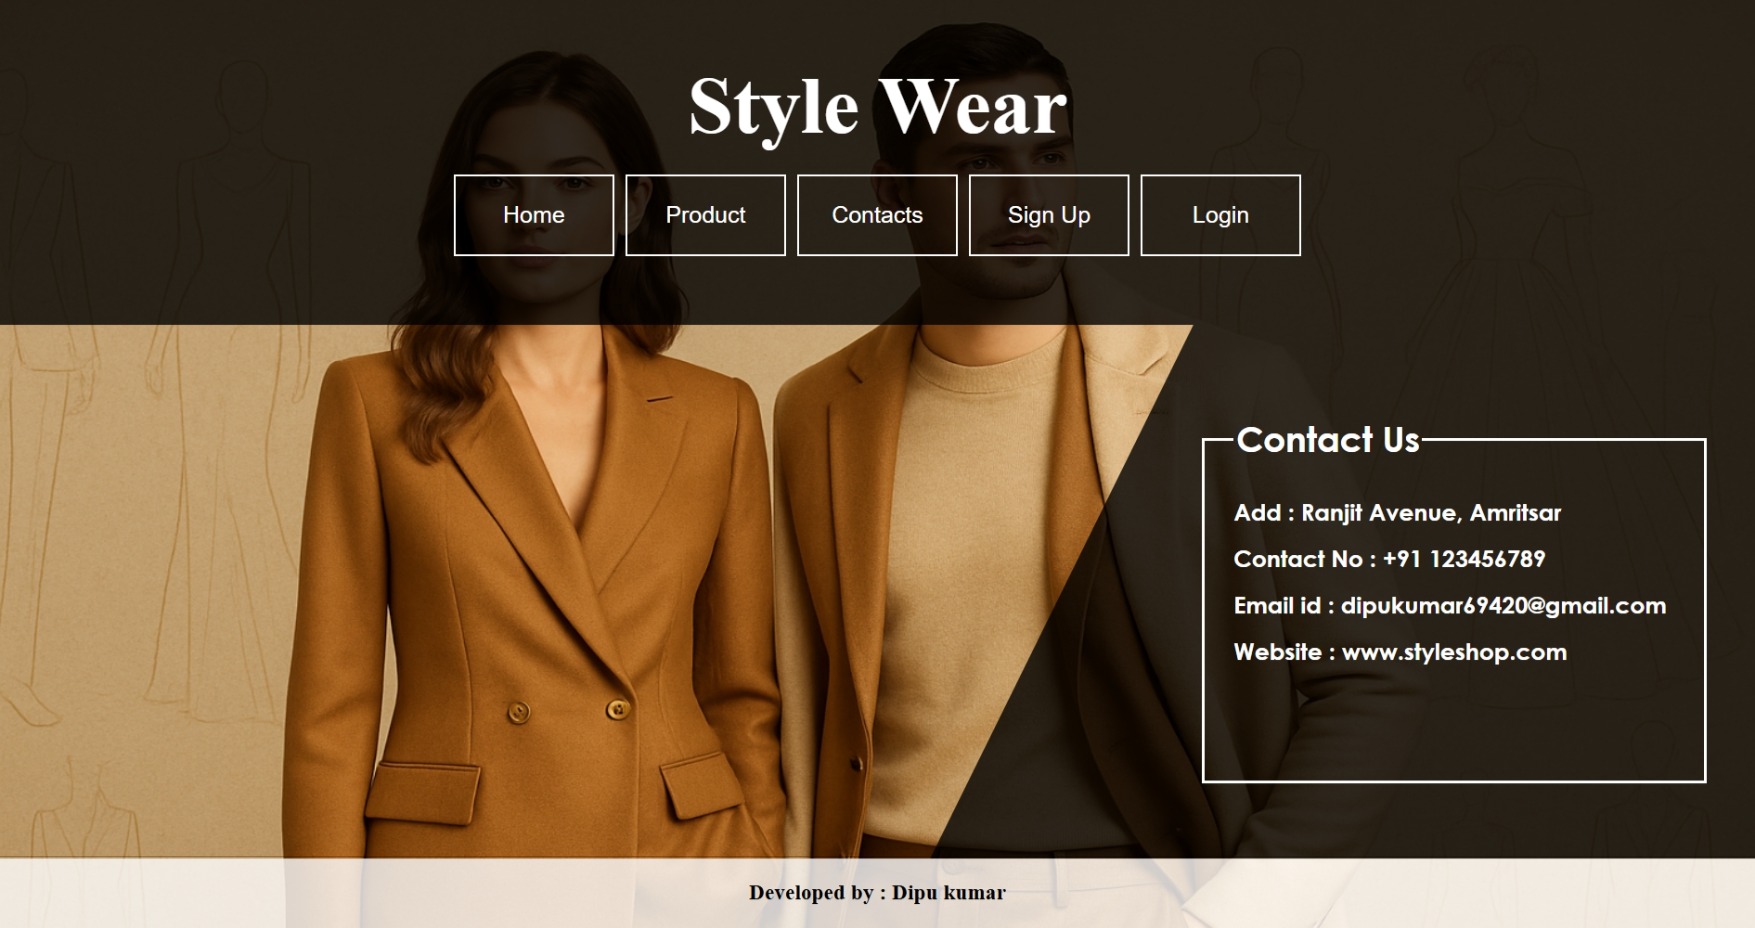 Style Wear
Home
Product
Contacts
Sign Up
Login
Contact Us
Add : Ranjit Avenue, Amritsar
Contact No : +91 123456789
Email id : dipukumar69420@gmail.com
Website : www.styleshop.com
Developed by : Dipu kumar